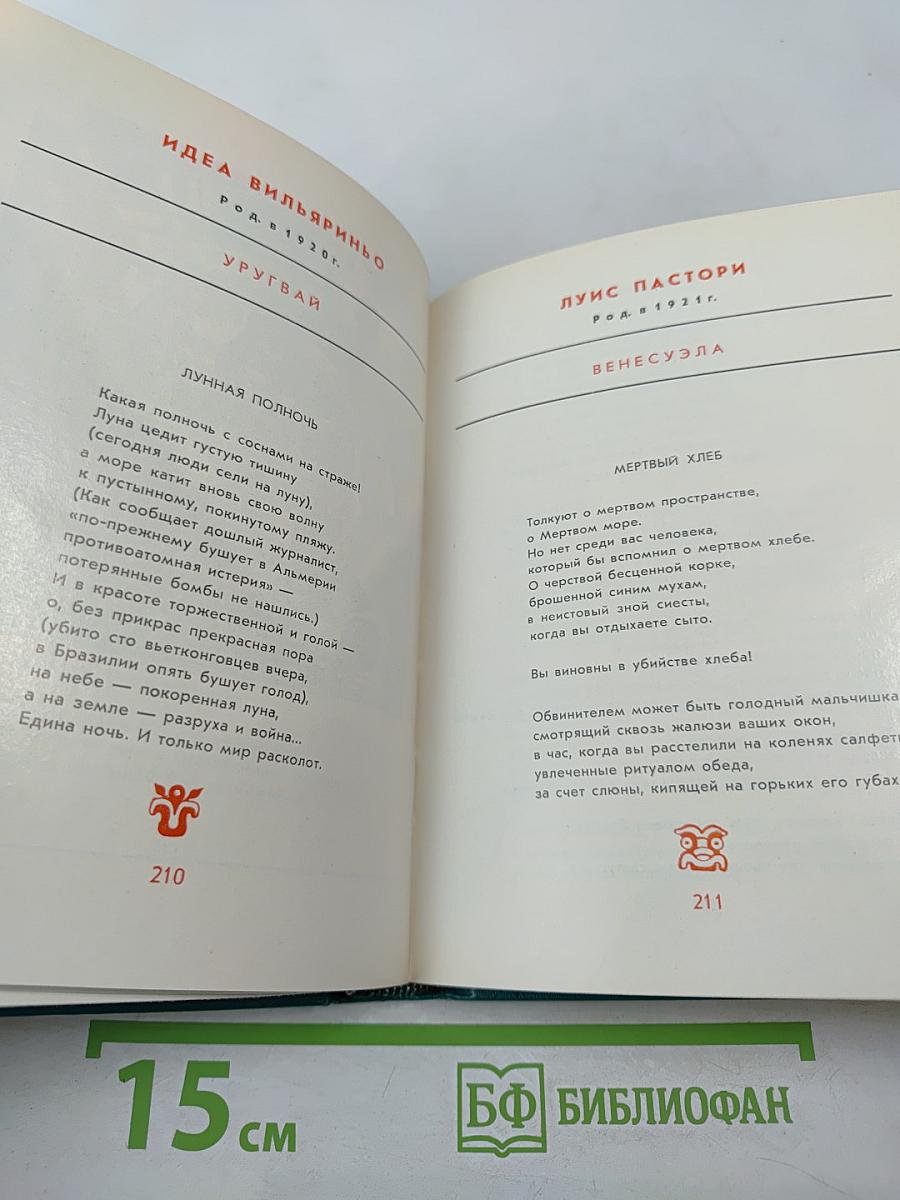 ИДЕА ВИЛЬЯРИНЬО
Род. в 1920 г.
УРУГВАЙ
ЛУННАЯ ПОЛНОЧЬ
Какая полночь с соснами на страже!
Луна цедит густую тишину
(сегодня люди сели на луну),
а море катит вновь свою волну
к пустынному, покинутому пляжу.
(Как сообщает дошлый журналист,
«по-прежнему бушует в Альмерии
противоатомная истерия» —
потерянные бомбы не нашлись.)
И в красоте торжественной и голой —
о, без прикрас прекрасная пора
(убито сто вьетконговцев вчера,
в Бразилии опять бушует голод),
на небе — покоренная луна,
а на земле — разруха и война...
Едина ночь. И только мир расколот.
210
ЛУИС ПАСТОРИ
Род. в 1921 г.
ВЕНЕСУЭЛА
МЕРТВЫЙ ХЛЕБ
Толкуют о мертвом пространстве,
о Мертвом море.
Но нет среди вас человека,
который бы вспомнил о мертвом хлебе.
О черствой бесценной корке,
брошенной синим мухам,
в неистовый зной сиесты,
когда вы отдыхаете сыто.
Вы виновны в убийстве хлеба!
Обвинителем может быть голодный мальчишка
смотрящий сквозь жалюзи ваших окон,
в час, когда вы расстелили на коленях салфетк
увлеченные ритуалом обеда,
за счет слюны, кипящей на горьких его губах
211
15 см
БФ БИБЛИОФАН